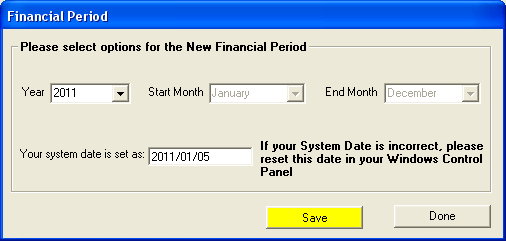 Financial Period
Please select options for the New Financial Period
Year 2011 Start Month January End Month December
Your system date is set as: 2011/01/05
If your System Date is incorrect, please
reset this date in your Windows Control
Panel
Save Done